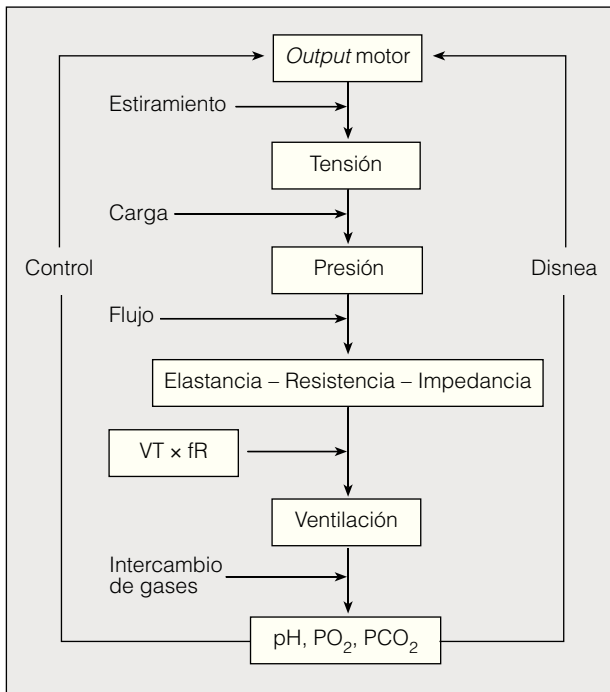 Output motor
Estiramiento
Tensión
Carga
Control
Presión
Disnea
Flujo
Elastancia – Resistencia – Impedancia
VT × fR
Ventilación
Intercambio
de gases
pH, PO₂, PCO₂